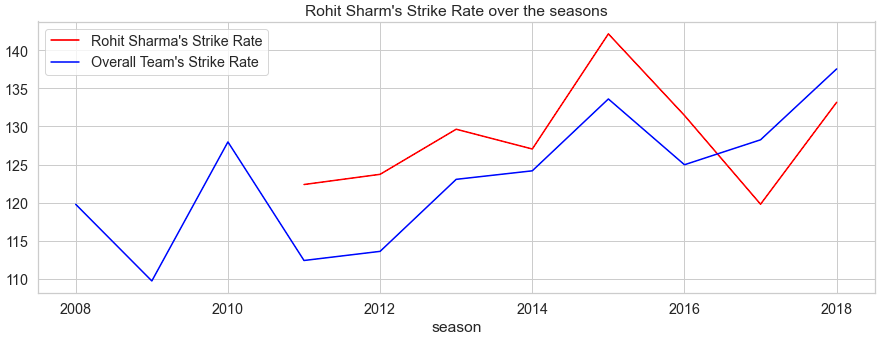 Rohit Sharm's Strike Rate over the seasons
Rohit Sharma's Strike Rate
Overall Team's Strike Rate
140
135
130
125
120
115
110
2008 2010 2012 2014 2016 2018
season